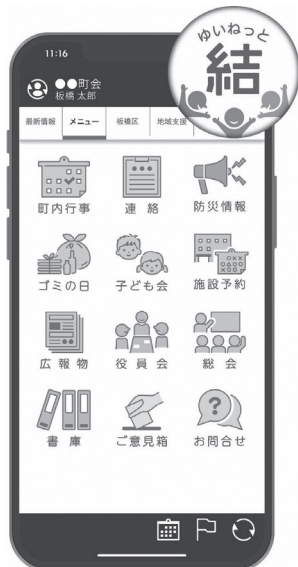 ゆいねっと
結
11:16
●●町会
板橋 太郎
最新情報 メニュー 板橋区 地域支援
町内行事 連絡 防災情報
ゴミの日 子ども会 施設予約
広報物 役員会 総会
書庫 ご意見箱 お問合せ